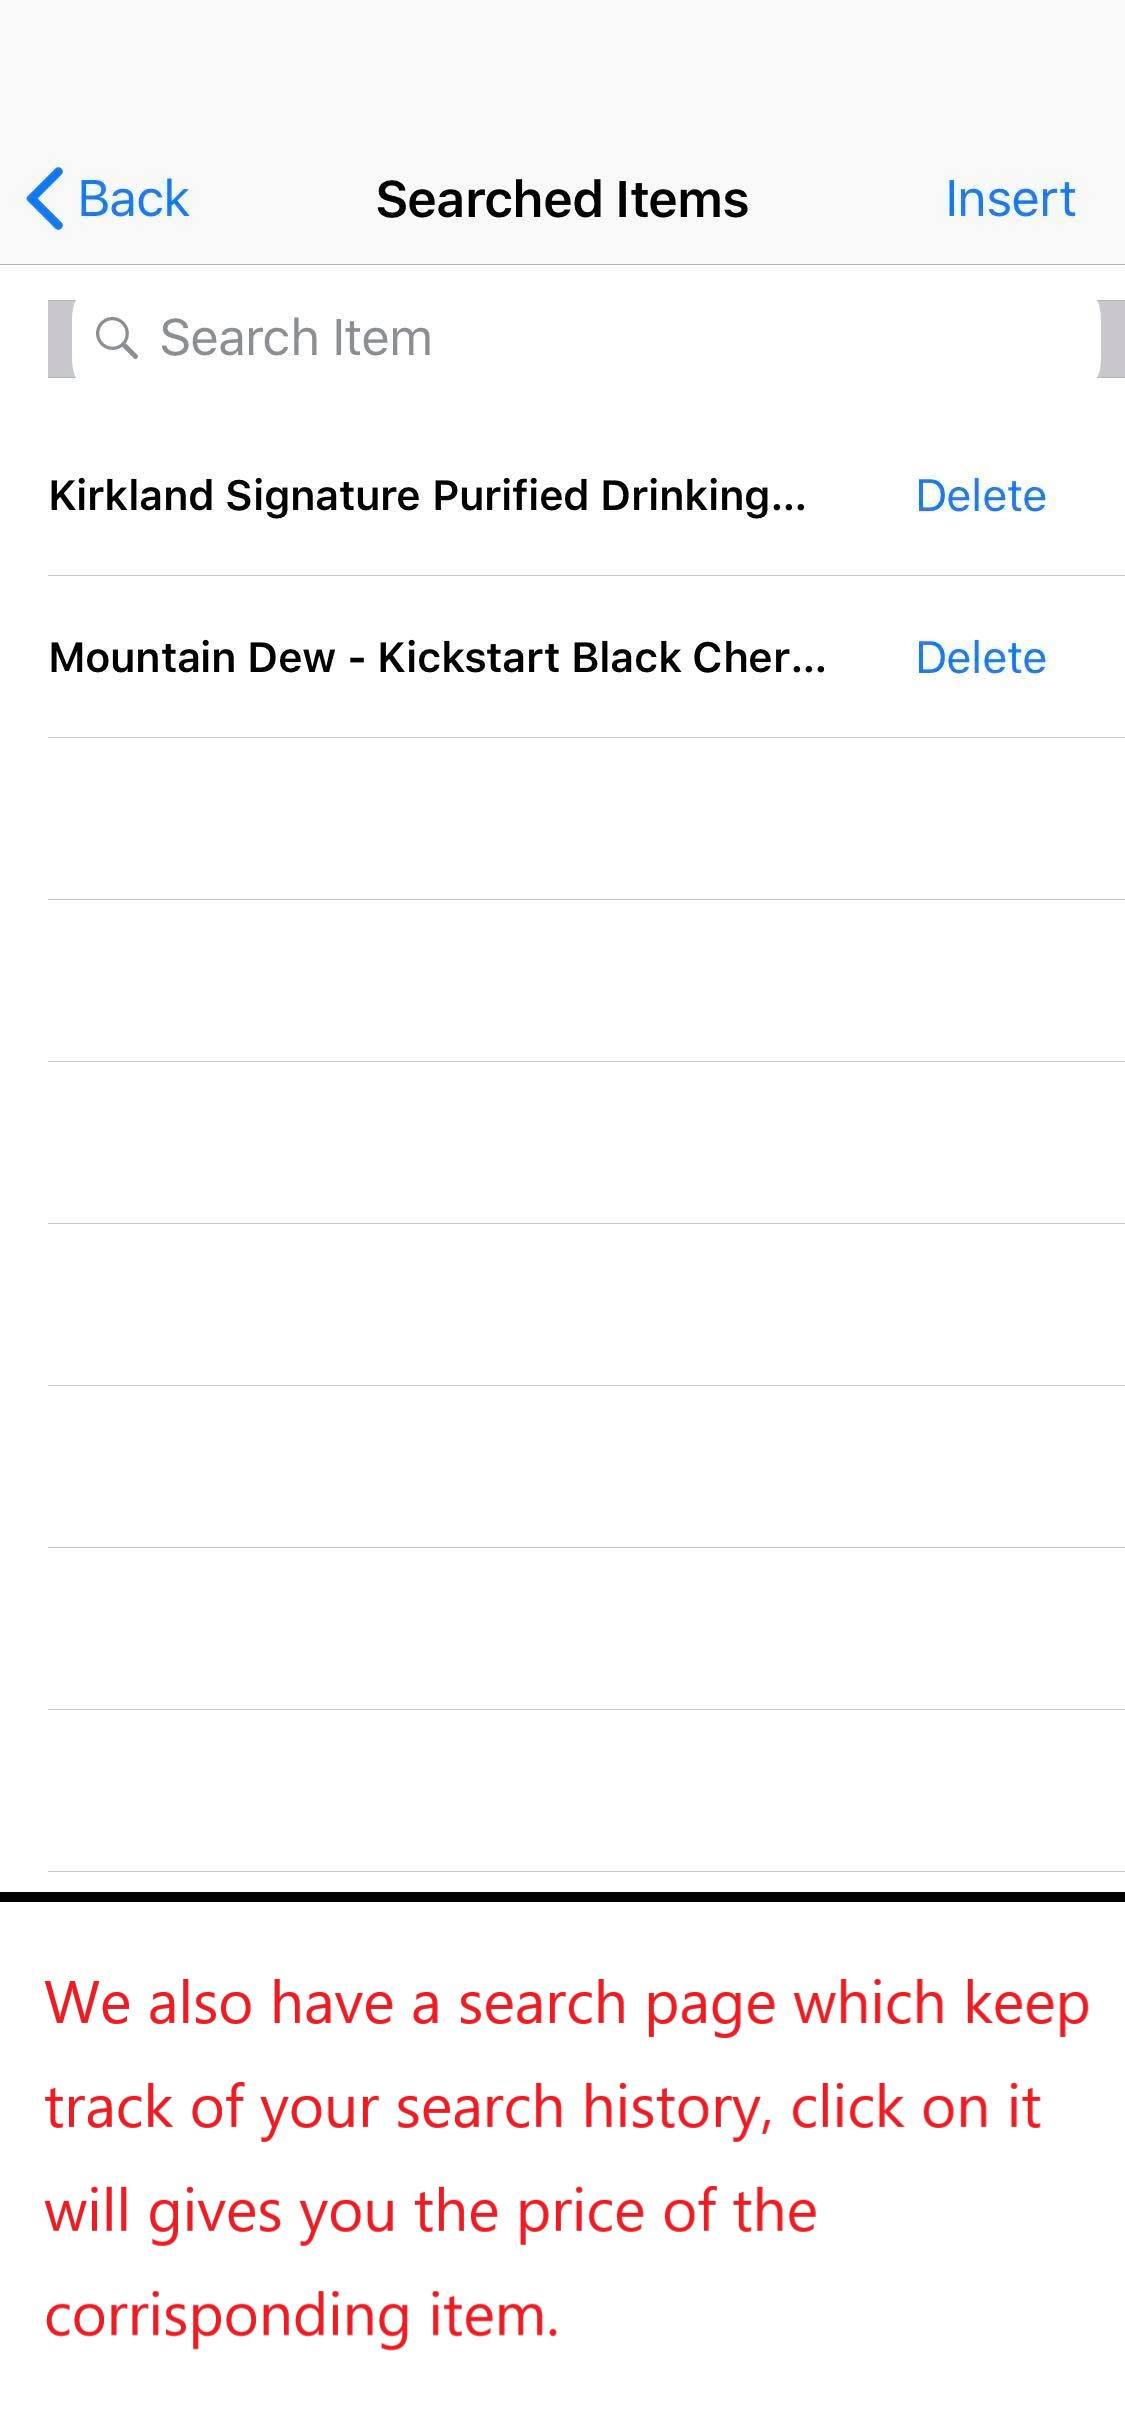 Back Searched Items Insert
Search Item
Kirkland Signature Purified Drinking... Delete
Mountain Dew - Kickstart Black Cher... Delete
We also have a search page which keep
track of your search history, click on it
will gives you the price of the
corrisponding item.